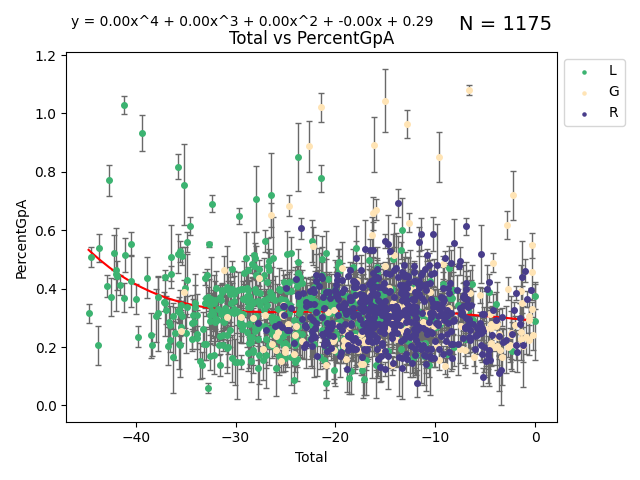 y = 0.00x^4 + 0.00x^3 + 0.00x^2 + -0.00x + 0.29
N = 1175
Total vs PercentGpA
L
G
R
PercentGpA
1.2
1.0
0.8
0.6
0.4
0.2
0.0
−40
−30
−20
−10
0
Total